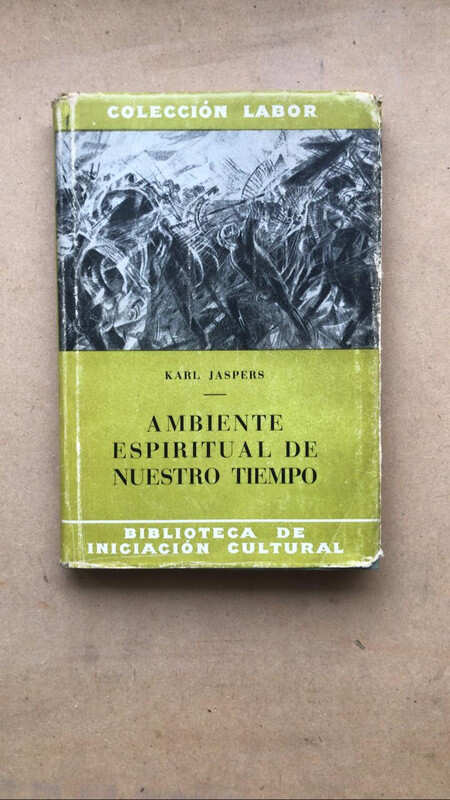 COLECCIÓN LABOR
KARL JASPERS
AMBIENTE
ESPIRITUAL DE
NUESTRO TIEMPO
BIBLIOTECA DE
INICIACIÓN CULTURAL